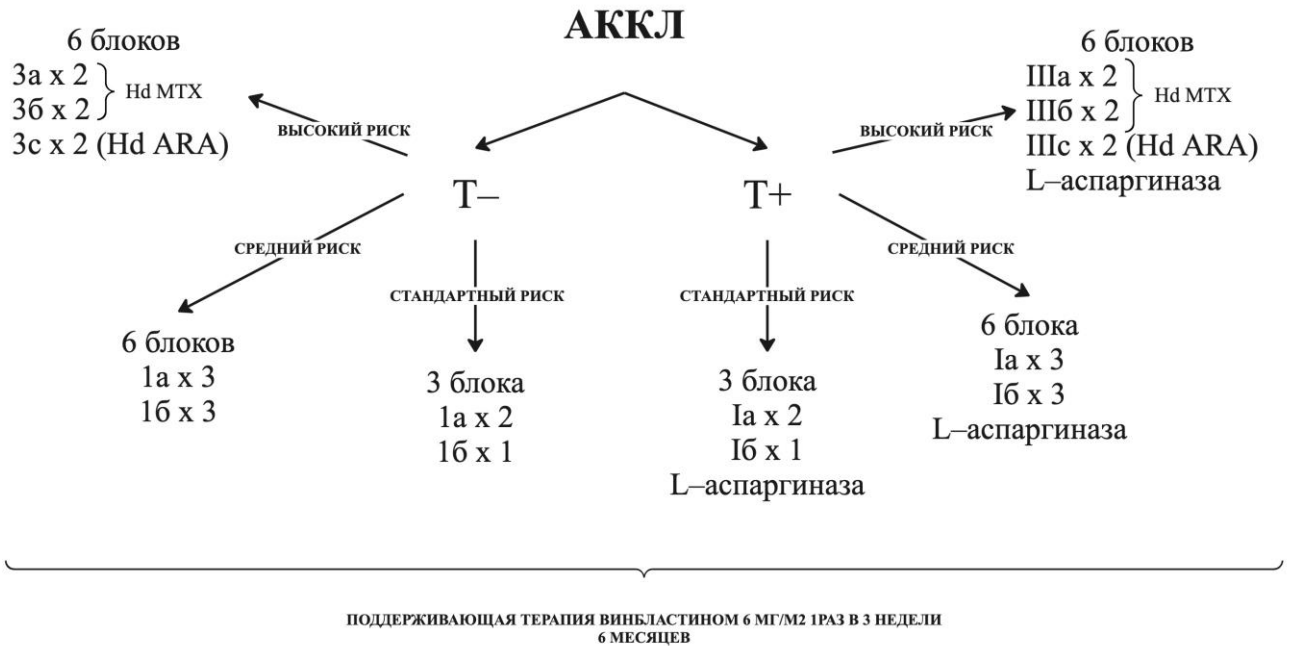 АККЛ
6 блоков
3а х 2
3б х 2
Hd MTX
3с х 2 (Hd ARA)
ВЫСОКИЙ РИСК
Т–
СРЕДНИЙ РИСК
6 блоков
1а х 3
1б х 3
СТАНДАРТНЫЙ РИСК
3 блока
1а х 2
1б х 1
6 блоков
IIIа х 2
IIIб х 2
Hd MTX
IIIс х 2 (Hd ARA)
L–аспаргиназа
ВЫСОКИЙ РИСК
Т+
СТАНДАРТНЫЙ РИСК
3 блока
Iа х 2
Iб х 1
L–аспаргиназа
СРЕДНИЙ РИСК
6 блока
Iа х 3
Iб х 3
L–аспаргиназа
ПОДДЕРЖИВАЮЩАЯ ТЕРАПИЯ ВИНБЛАСТИНОМ 6 МГ/М2 1РАЗ В 3 НЕДЕЛИ
6 МЕСЯЦЕВ